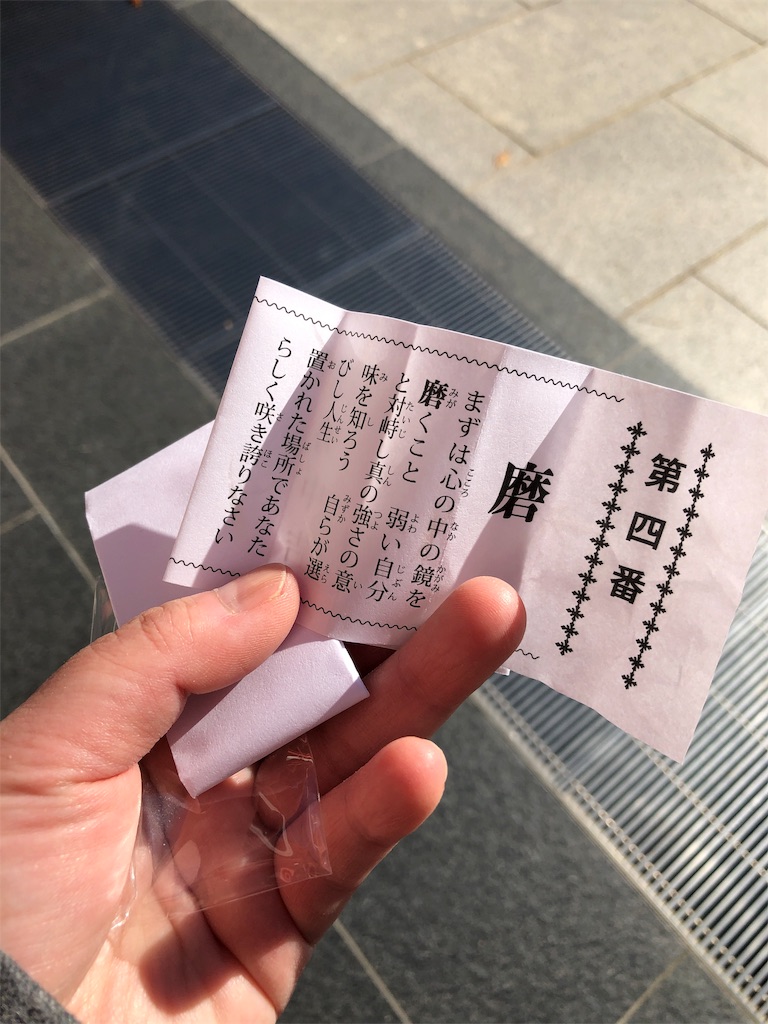 第四番
磨
まずは心の中の鏡を
磨くこと 弱い自分
と対峙し真の強さの意
味を知ろう 自らが選
びし人生
置かれた場所であなた
らしく咲き誇りなさい